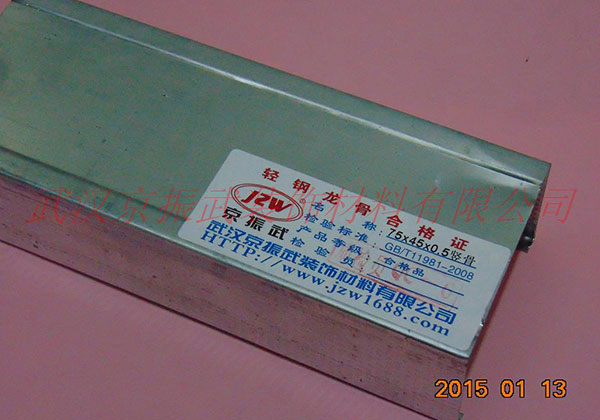 轻钢龙骨合格证
JZW®
京振武
名称：75x45x0.5竖骨
检验标准：GB/T11981-2008
产品等级：合格品
检验员：
武汉京振武装饰材料有限公司
HTTP://www.jzw1688.com
武汉京振武装饰材料有限公司
2015 01 13